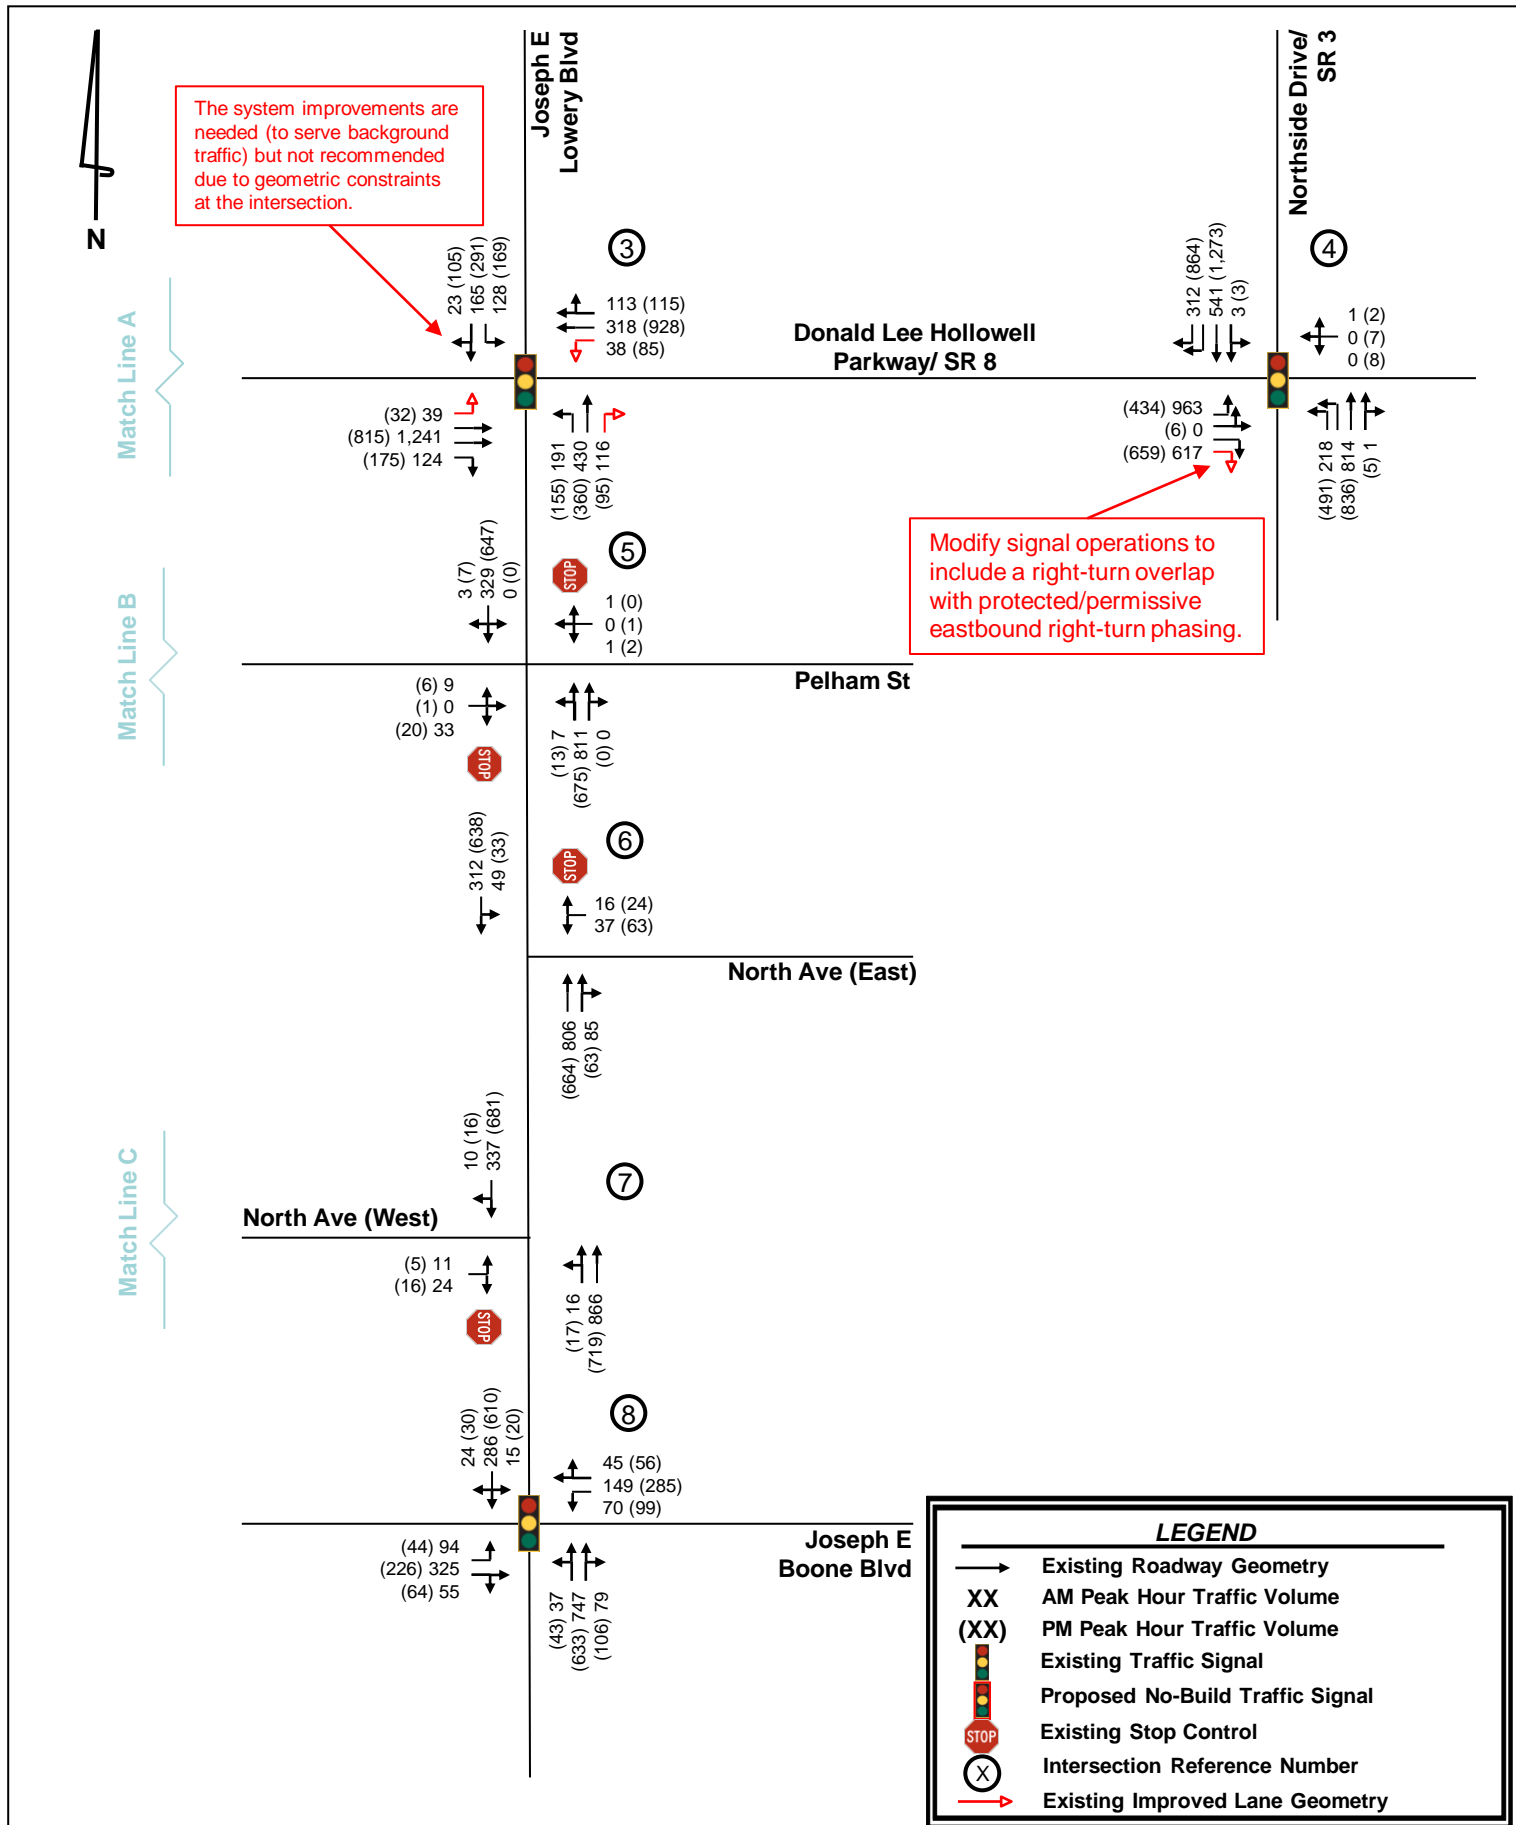 Joseph E
Lowery Blvd
Northside Drive/
SR 3
The system improvements are
needed (to serve background
traffic) but not recommended
due to geometric constraints
at the intersection.
N
Match Line A
23 (105)
165 (291)
128 (169)
3
113 (115)
318 (928)
38 (85)
Donald Lee Hollowell
Parkway/ SR 8
312 (864)
541 (1,273)
3 (3)
4
1 (2)
0 (7)
0 (8)
(32) 39
(815) 1,241
(175) 124
(155) 191
(360) 430
(95) 116
(434) 963
(6) 0
(659) 617
(491) 218
(836) 814
(5) 1
Modify signal operations to
include a right-turn overlap
with protected/permissive
eastbound right-turn phasing.
Match Line B
3 (7)
329 (647)
0 (0)
5
STOP
1 (0)
0 (1)
1 (2)
Pelham St
(6) 9
(1) 0
(20) 33
STOP
(13) 7
(675) 811
(0) 0
312 (638)
49 (33)
6
STOP
16 (24)
37 (63)
North Ave (East)
(664) 806
(63) 85
Match Line C
10 (16)
337 (681)
7
North Ave (West)
(5) 11
(16) 24
STOP
(17) 16
(719) 866
24 (30)
286 (610)
15 (20)
8
45 (56)
149 (285)
70 (99)
Joseph E
Boone Blvd
(44) 94
(226) 325
(64) 55
(43) 37
(633) 747
(106) 79
LEGEND
Existing Roadway Geometry
XX AM Peak Hour Traffic Volume
(XX) PM Peak Hour Traffic Volume
Existing Traffic Signal
Proposed No-Build Traffic Signal
STOP Existing Stop Control
X Intersection Reference Number
Existing Improved Lane Geometry